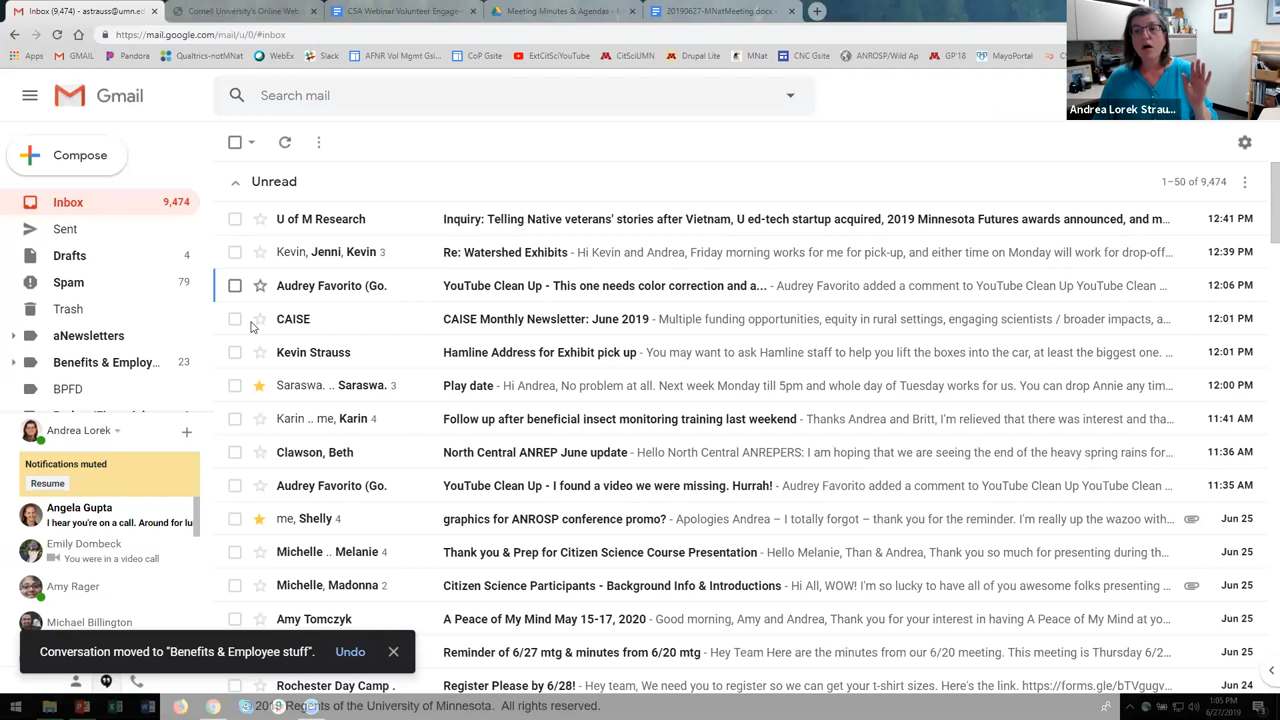 Inbox (9,474) - astrauss@umn.ed
Cornell University's Online Web
CSA Webinar Volunteer Engage
Meeting Minutes & Agendas - M
20190627-MNatMeeting.docx -
https://mail.google.com/mail/u/0/#inbox
Apps GMAIL Pandora Qualtrics-motNET WebEx Slack AFNR Vol Mgmt Gsi... CoP Gsite ExtCitSciYouTube CitSciUMN Drupal Lite MNat CNC Gsite ANROSP/Wild Ap GP'18 MayoPortal
Andrea Lorek Strau...
Gmail
Search mail
Compose
Unread
1–50 of 9,474
Inbox 9,474
Sent
Drafts 4
Spam 79
Trash
aNewsletters
Benefits & Employ... 23
BPFD
Andrea Lorek
Notifications muted
Resume
Angela Gupta
I hear you're on a call. Around for lu
Emily Dombeck
You were in a video call
Amy Rager
Michael Billington
U of M Research Inquiry: Telling Native veterans' stories after Vietnam, U ed-tech startup acquired, 2019 Minnesota Futures awards announced, and m... 12:41 PM
Kevin, Jenni, Kevin 3 Re: Watershed Exhibits - Hi Kevin and Andrea, Friday morning works for me for pick-up, and either time on Monday will work for drop-off... 12:39 PM
Audrey Favorito (Go. YouTube Clean Up - This one needs color correction and a... - Audrey Favorito added a comment to YouTube Clean Up YouTube Clean ... 12:06 PM
CAISE CAISE Monthly Newsletter: June 2019 - Multiple funding opportunities, equity in rural settings, engaging scientists / broader impacts, a... 12:01 PM
Kevin Strauss Hamline Address for Exhibit pick up - You may want to ask Hamline staff to help you lift the boxes into the car, at least the biggest one. ... 12:01 PM
Saraswa. .. Saraswa. 3 Play date - Hi Andrea, No problem at all. Next week Monday till 5pm and whole day of Tuesday works for us. You can drop Annie any tim... 12:00 PM
Karin .. me, Karin 4 Follow up after beneficial insect monitoring training last weekend - Thanks Andrea and Britt, I'm relieved that there was interest and tha... 11:41 AM
Clawson, Beth North Central ANREP June update - Hello North Central ANREPERS: I am hoping that we are seeing the end of the heavy spring rains for... 11:36 AM
Audrey Favorito (Go. YouTube Clean Up - I found a video we were missing. Hurrah! - Audrey Favorito added a comment to YouTube Clean Up YouTube Clean ... 11:35 AM
me, Shelly 4 graphics for ANROSP conference promo? - Apologies Andrea – I totally forgot – thank you for the reminder. I'm really up the wazoo with... Jun 25
Michelle .. Melanie 4 Thank you & Prep for Citizen Science Course Presentation - Hello Melanie, Than & Andrea, Thank you so much for presenting during th... Jun 25
Michelle, Madonna 2 Citizen Science Participants - Background Info & Introductions - Hi All, WOW! I'm so lucky to have all of you awesome folks presenting ... Jun 25
Amy Tomczyk A Peace of My Mind May 15-17, 2020 - Good morning, Amy and Andrea, Thank you for your interest in having A Peace of My Mind at yo... Jun 25
Reminder of 6/27 mtg & minutes from 6/20 mtg - Hey Team Here are the minutes from our 6/20 meeting. This meeting is Thursday 6/2... Jun 25
Rochester Day Camp . Register Please by 6/28! - Hey team, We need you to register so we can get your t-shirt sizes. Here's the link. https://forms.gle/bTVgugv... Jun 24
Conversation moved to "Benefits & Employee stuff". Undo
2019 Regents of the University of Minnesota. All rights reserved.
1:05 PM
6/27/2019